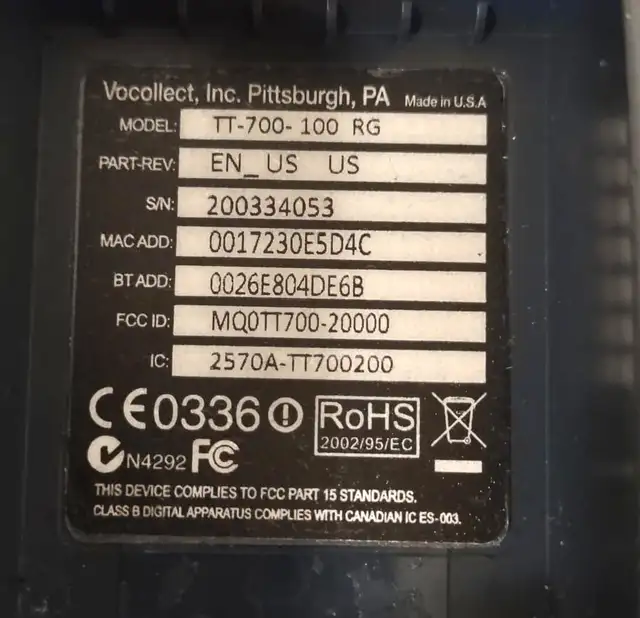 Vocollect, Inc. Pittsburgh, PA Made in U.S.A
MODEL: TT-700-100 RG
PART-REV: EN_US US
S/N: 200334053
MAC ADD: 0017230E5D4C
BT ADD: 0026E804DE6B
FCC ID: MQ0TT700-20000
IC: 2570A-TT700200
CE0336 RoHS
2002/95/EC
N4292 FC
THIS DEVICE COMPLIES TO FCC PART 15 STANDARDS.
CLASS B DIGITAL APPARATUS COMPLIES WITH CANADIAN IC ES-003.